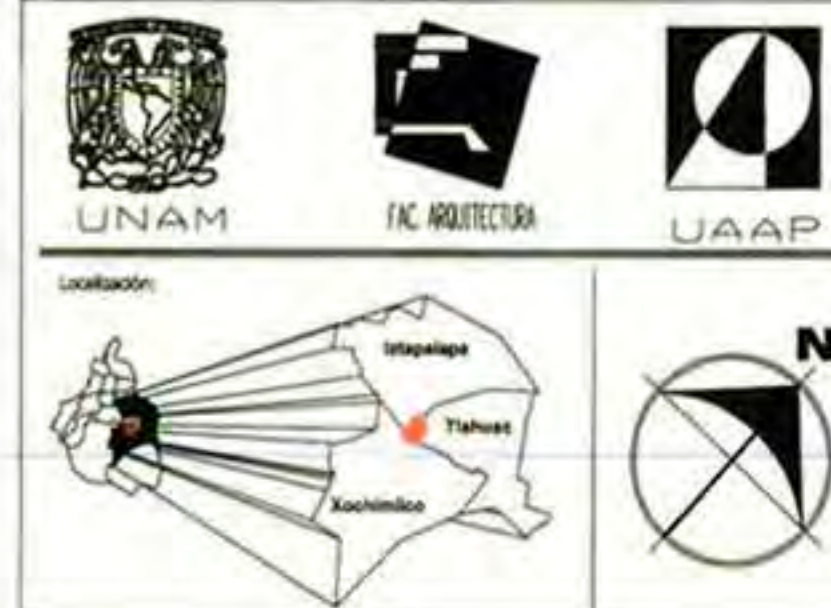 UNAM
FAC. ARQUITECTURA
UAAP
Localización:
N
Iztapalapa
Tlahuac
Xochimilco